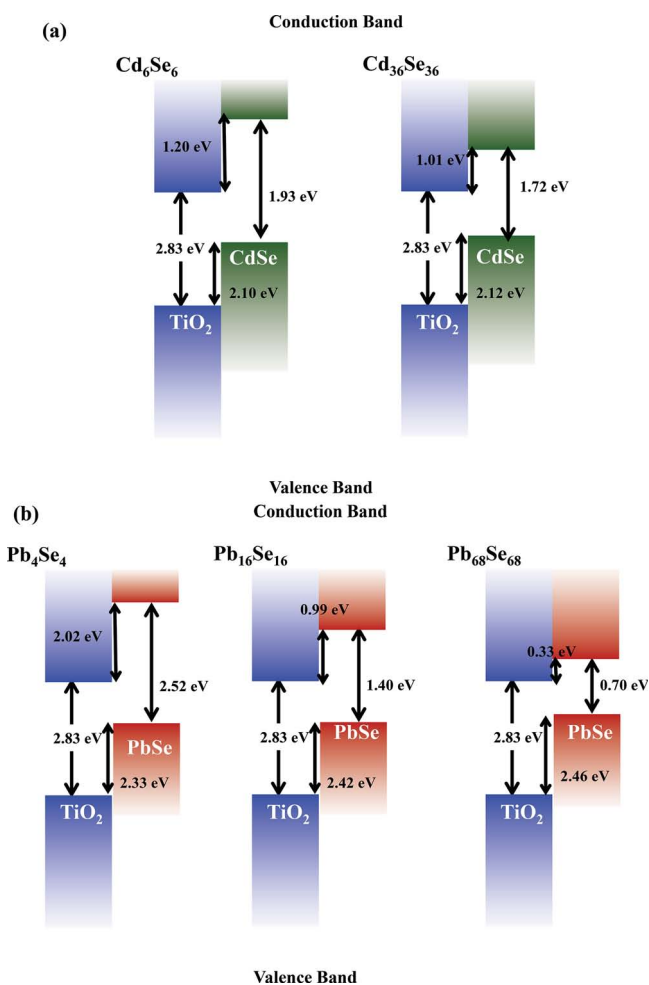 (a)
Conduction Band
Cd₆Se₆
Cd₃₆Se₃₆
1.20 eV
1.01 eV
1.93 eV
1.72 eV
2.83 eV
2.83 eV
CdSe
CdSe
2.10 eV
2.12 eV
TiO₂
TiO₂
Valence Band
(b)
Conduction Band
Pb₄Se₄
Pb₁₆Se₁₆
Pb₆₈Se₆₈
2.02 eV
0.99 eV
0.33 eV
2.52 eV
1.40 eV
0.70 eV
2.83 eV
2.83 eV
2.83 eV
PbSe
PbSe
PbSe
2.33 eV
2.42 eV
2.46 eV
TiO₂
TiO₂
TiO₂
Valence Band